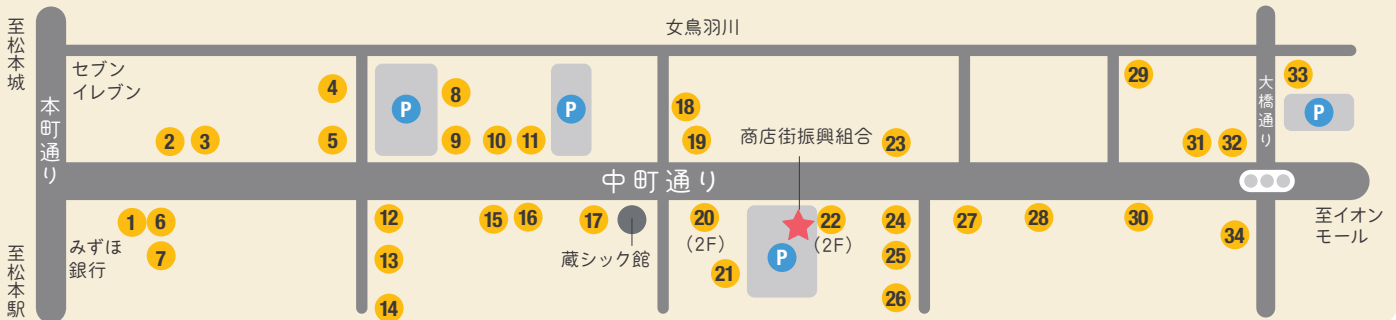 至松本城
女鳥羽川
セブン
イレブン
本町通り
4
P
8
P
29
大橋通り
33
P
2
3
5
9
10
11
18
19
商店街振興組合
23
31
32
中町通り
1
6
12
15
16
17
20
(2F)
22
(2F)
24
27
28
30
34
至イオン
モール
みずほ
銀行
7
13
蔵シック館
21
P
25
至松本駅
14
26